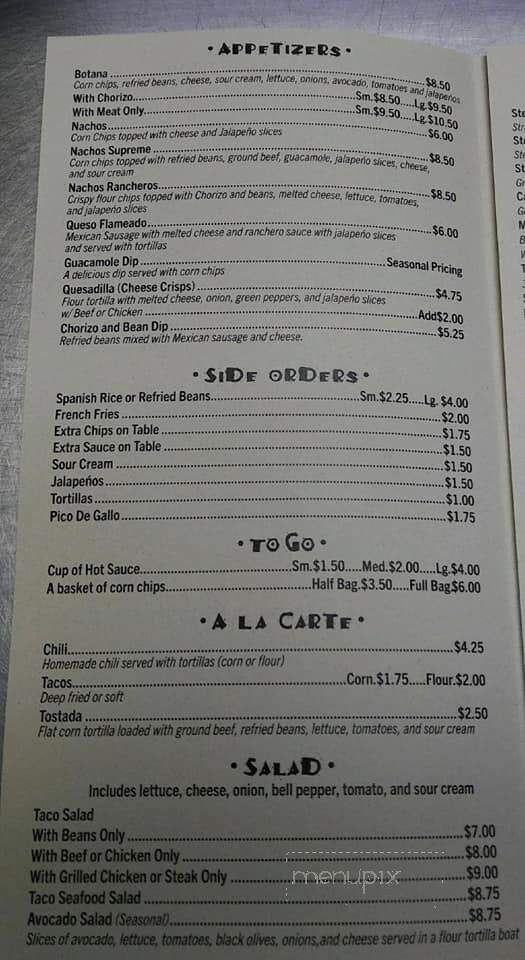 • APPETIZERS •
Botana $8.50
Corn chips, refried beans, cheese, sour cream, lettuce, onions, avocado, tomatoes and jalapeños
With Chorizo Sm.$8.50.....Lg.$9.50
With Meat Only Sm.$9.50.....Lg.$10.50
Nachos $6.00
Corn Chips topped with cheese and Jalapeño slices
Nachos Supreme $8.50
Corn chips topped with refried beans, ground beef, guacamole, jalapeño slices, cheese,
and sour cream
Nachos Rancheros $8.50
Crispy flour chips topped with Chorizo and beans, melted cheese, lettuce, tomatoes,
and jalapeño slices
Queso Flameado $6.00
Mexican Sausage with melted cheese and ranchero sauce with jalapeño slices
and served with tortillas
Guacamole Dip Seasonal Pricing
A delicious dip served with corn chips
Quesadilla (Cheese Crisps) $4.75
Flour tortilla with melted cheese, onion, green peppers, and jalapeño slices
w/ Beef or Chicken Add$2.00
Chorizo and Bean Dip $5.25
Refried beans mixed with Mexican sausage and cheese.
• SIDE ORDERS •
Spanish Rice or Refried Beans Sm.$2.25.....Lg. $4.00
French Fries $2.00
Extra Chips on Table $1.75
Extra Sauce on Table $1.50
Sour Cream $1.50
Jalapeños $1.50
Tortillas $1.00
Pico De Gallo $1.75
• TO GO •
Cup of Hot Sauce Sm.$1.50.....Med.$2.00.....Lg.$4.00
A basket of corn chips Half Bag.$3.50.....Full Bag$6.00
• A LA CARTE •
Chili $4.25
Homemade chili served with tortillas (corn or flour)
Tacos Corn.$1.75.....Flour.$2.00
Deep fried or soft
Tostada $2.50
Flat corn tortilla loaded with ground beef, refried beans, lettuce, tomatoes, and sour cream
• SALAD •
Includes lettuce, cheese, onion, bell pepper, tomato, and sour cream
Taco Salad
With Beans Only $7.00
With Beef or Chicken Only $8.00
With Grilled Chicken or Steak Only $9.00
menupix
Taco Seafood Salad $8.75
Avocado Salad (Seasonal) $8.75
Slices of avocado, lettuce, tomatoes, black olives, onions,and cheese served in a flour tortilla boat